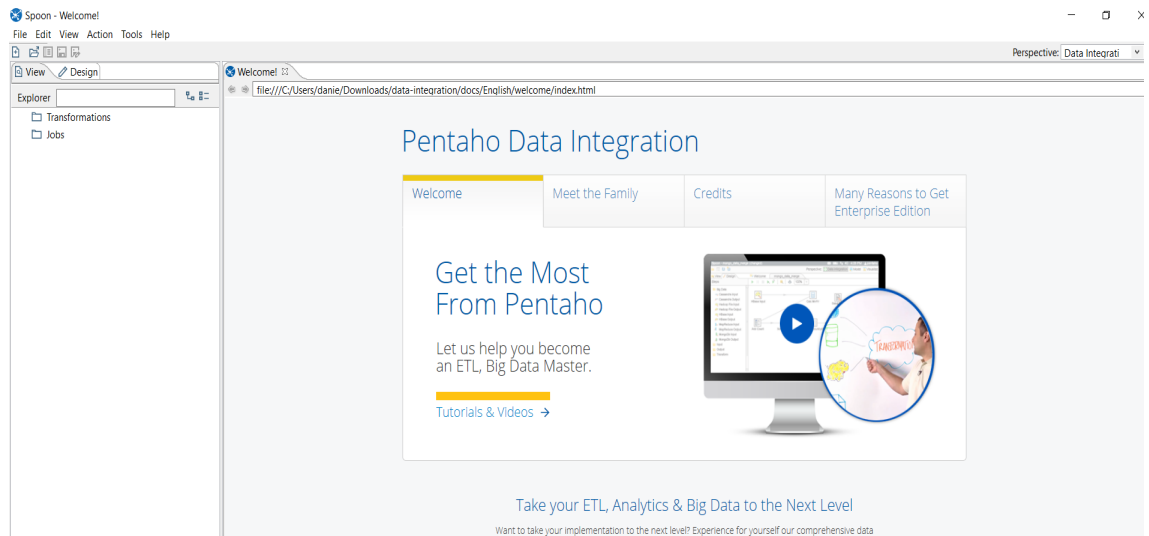 Spoon - Welcome!
File Edit View Action Tools Help
Perspective: Data Integrati
View Design
Welcome!
Explorer
file:///C:/Users/danie/Downloads/data-integration/docs/English/welcome/index.html
Transformations
Jobs
Pentaho Data Integration
Welcome
Meet the Family
Credits
Many Reasons to Get
Enterprise Edition
Get the Most
From Pentaho
Let us help you become
an ETL, Big Data Master.
Tutorials & Videos →
Take your ETL, Analytics & Big Data to the Next Level
Want to take your implementation to the next level? Experience for yourself our comprehensive data